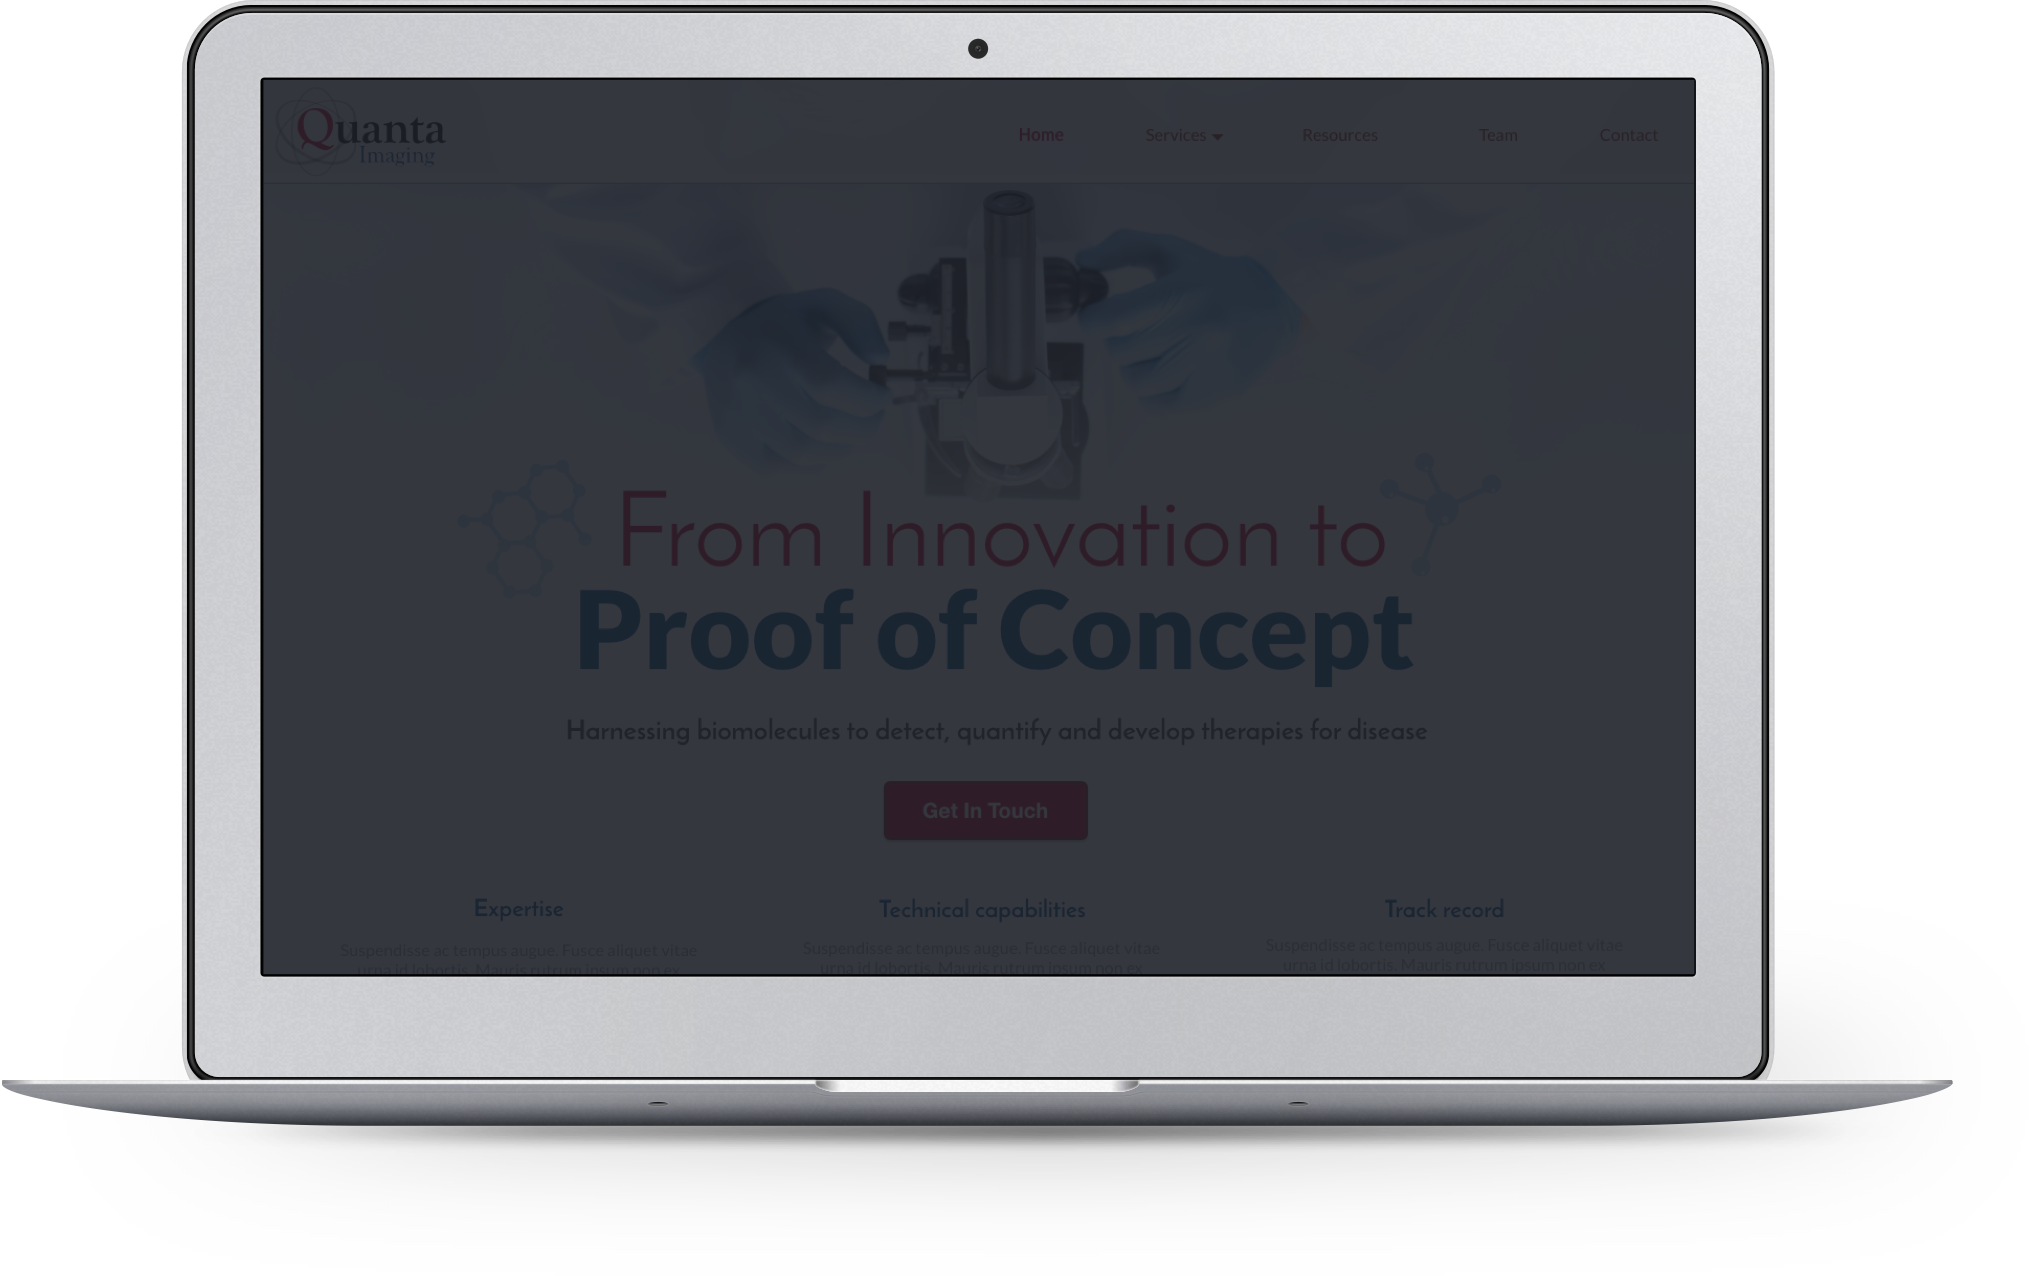 Quanta
Imaging
Home Services Resources Team Contact
From Innovation to
Proof of Concept
Harnessing biomolecules to detect, quantify and develop therapies for disease
Get In Touch
Expertise Technical capabilities Track record
Suspendisse ac tempus augue. Fusce aliquet vitae
urna id lobortis. Mauris rutrum ipsum non ex
Suspendisse ac tempus augue. Fusce aliquet vitae
urna id lobortis. Mauris rutrum ipsum non ex
Suspendisse ac tempus augue. Fusce aliquet vitae
urna id lobortis. Mauris rutrum ipsum non ex